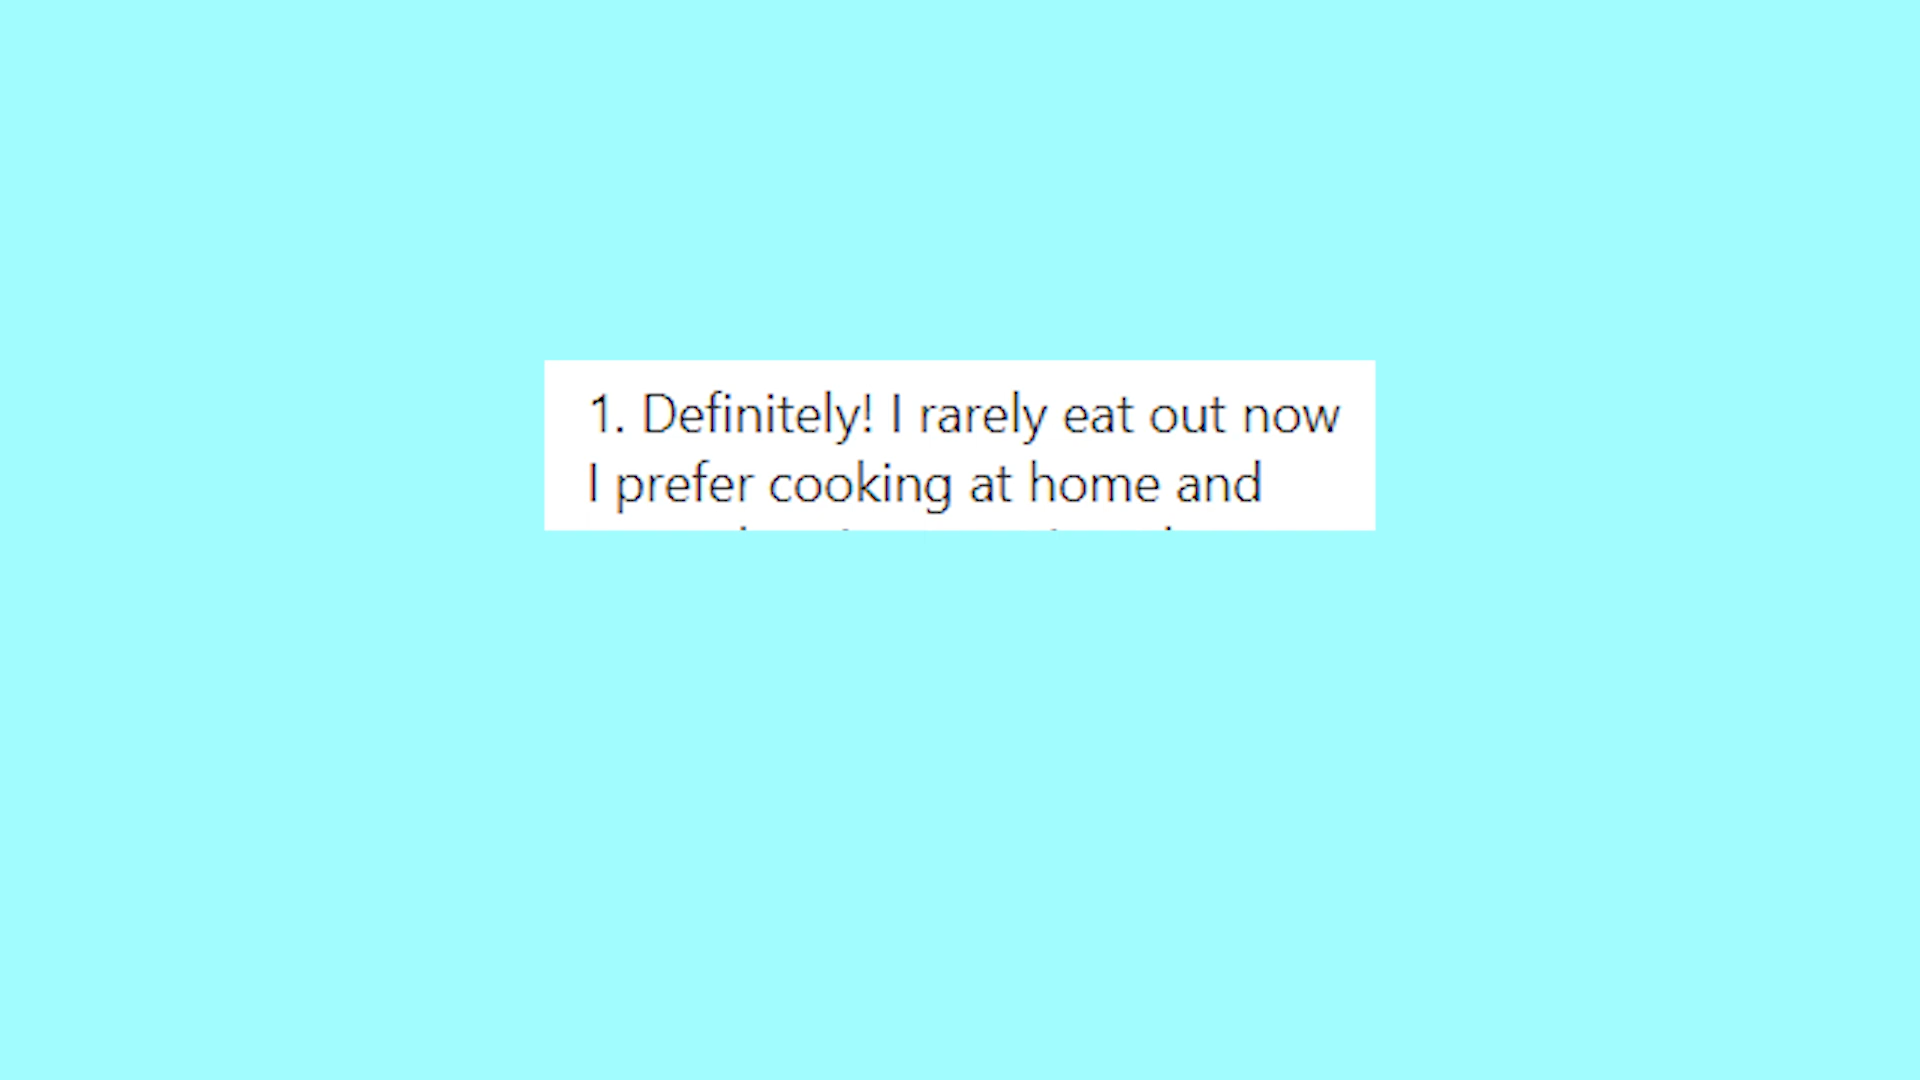 1. Definitely! I rarely eat out now
I prefer cooking at home and